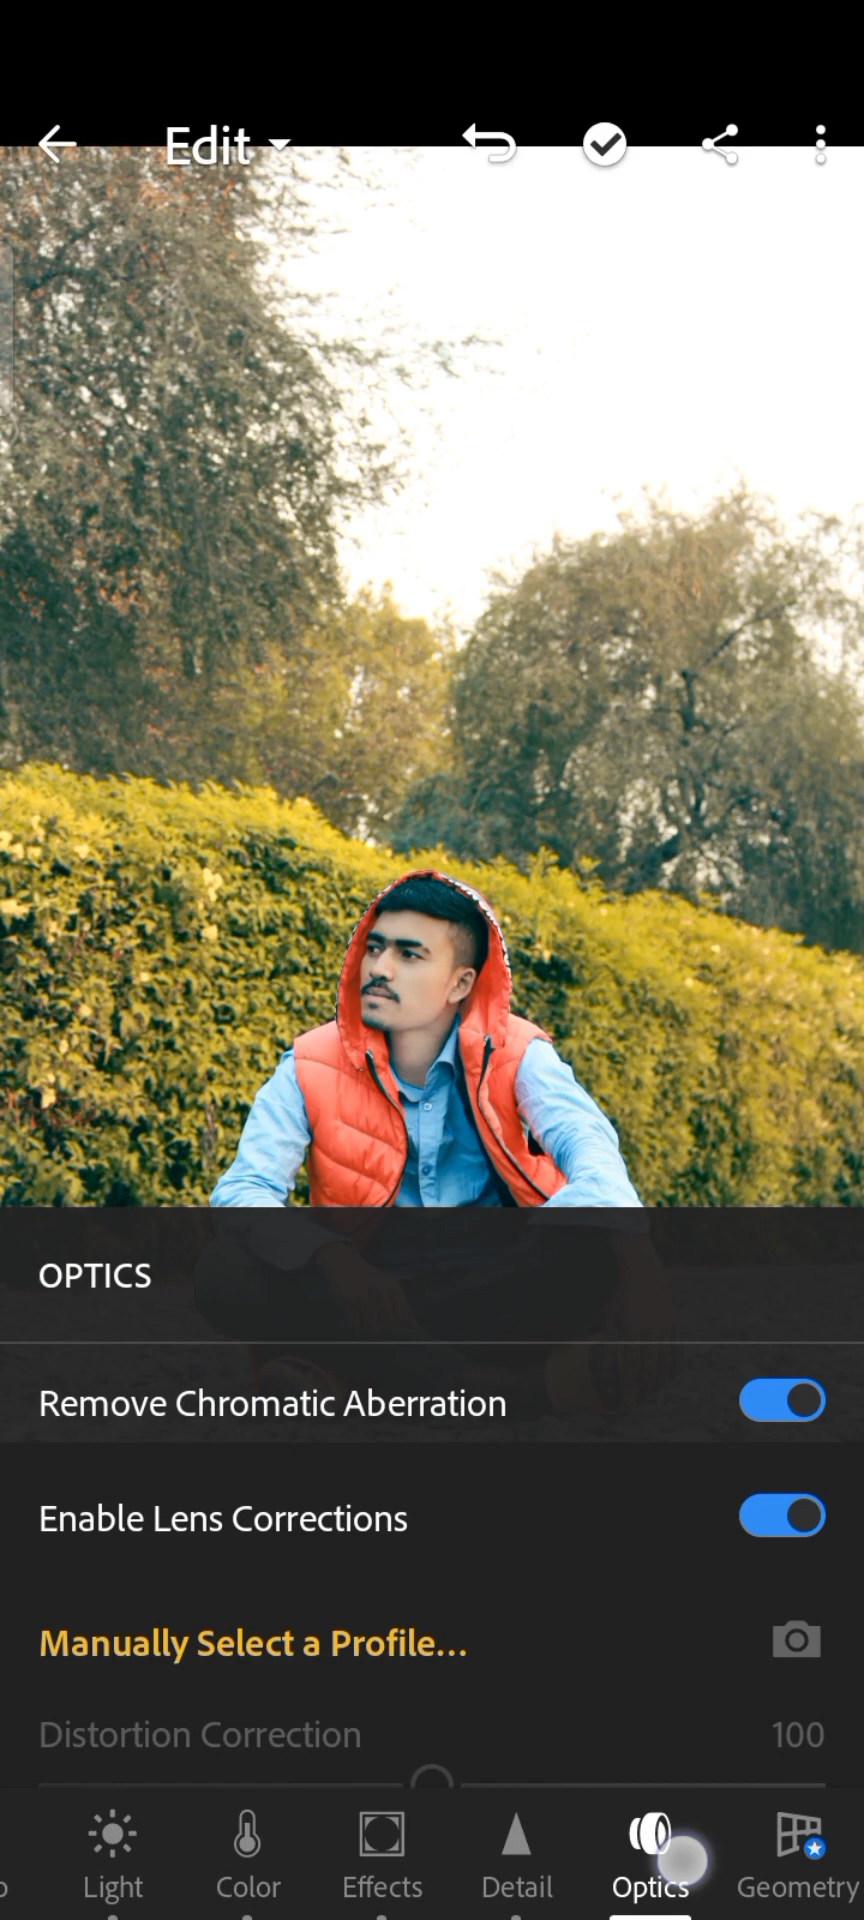 Edit
OPTICS
Remove Chromatic Aberration
Enable Lens Corrections
Manually Select a Profile...
Distortion Correction 100
o Light Color Effects Detail Optics Geometry